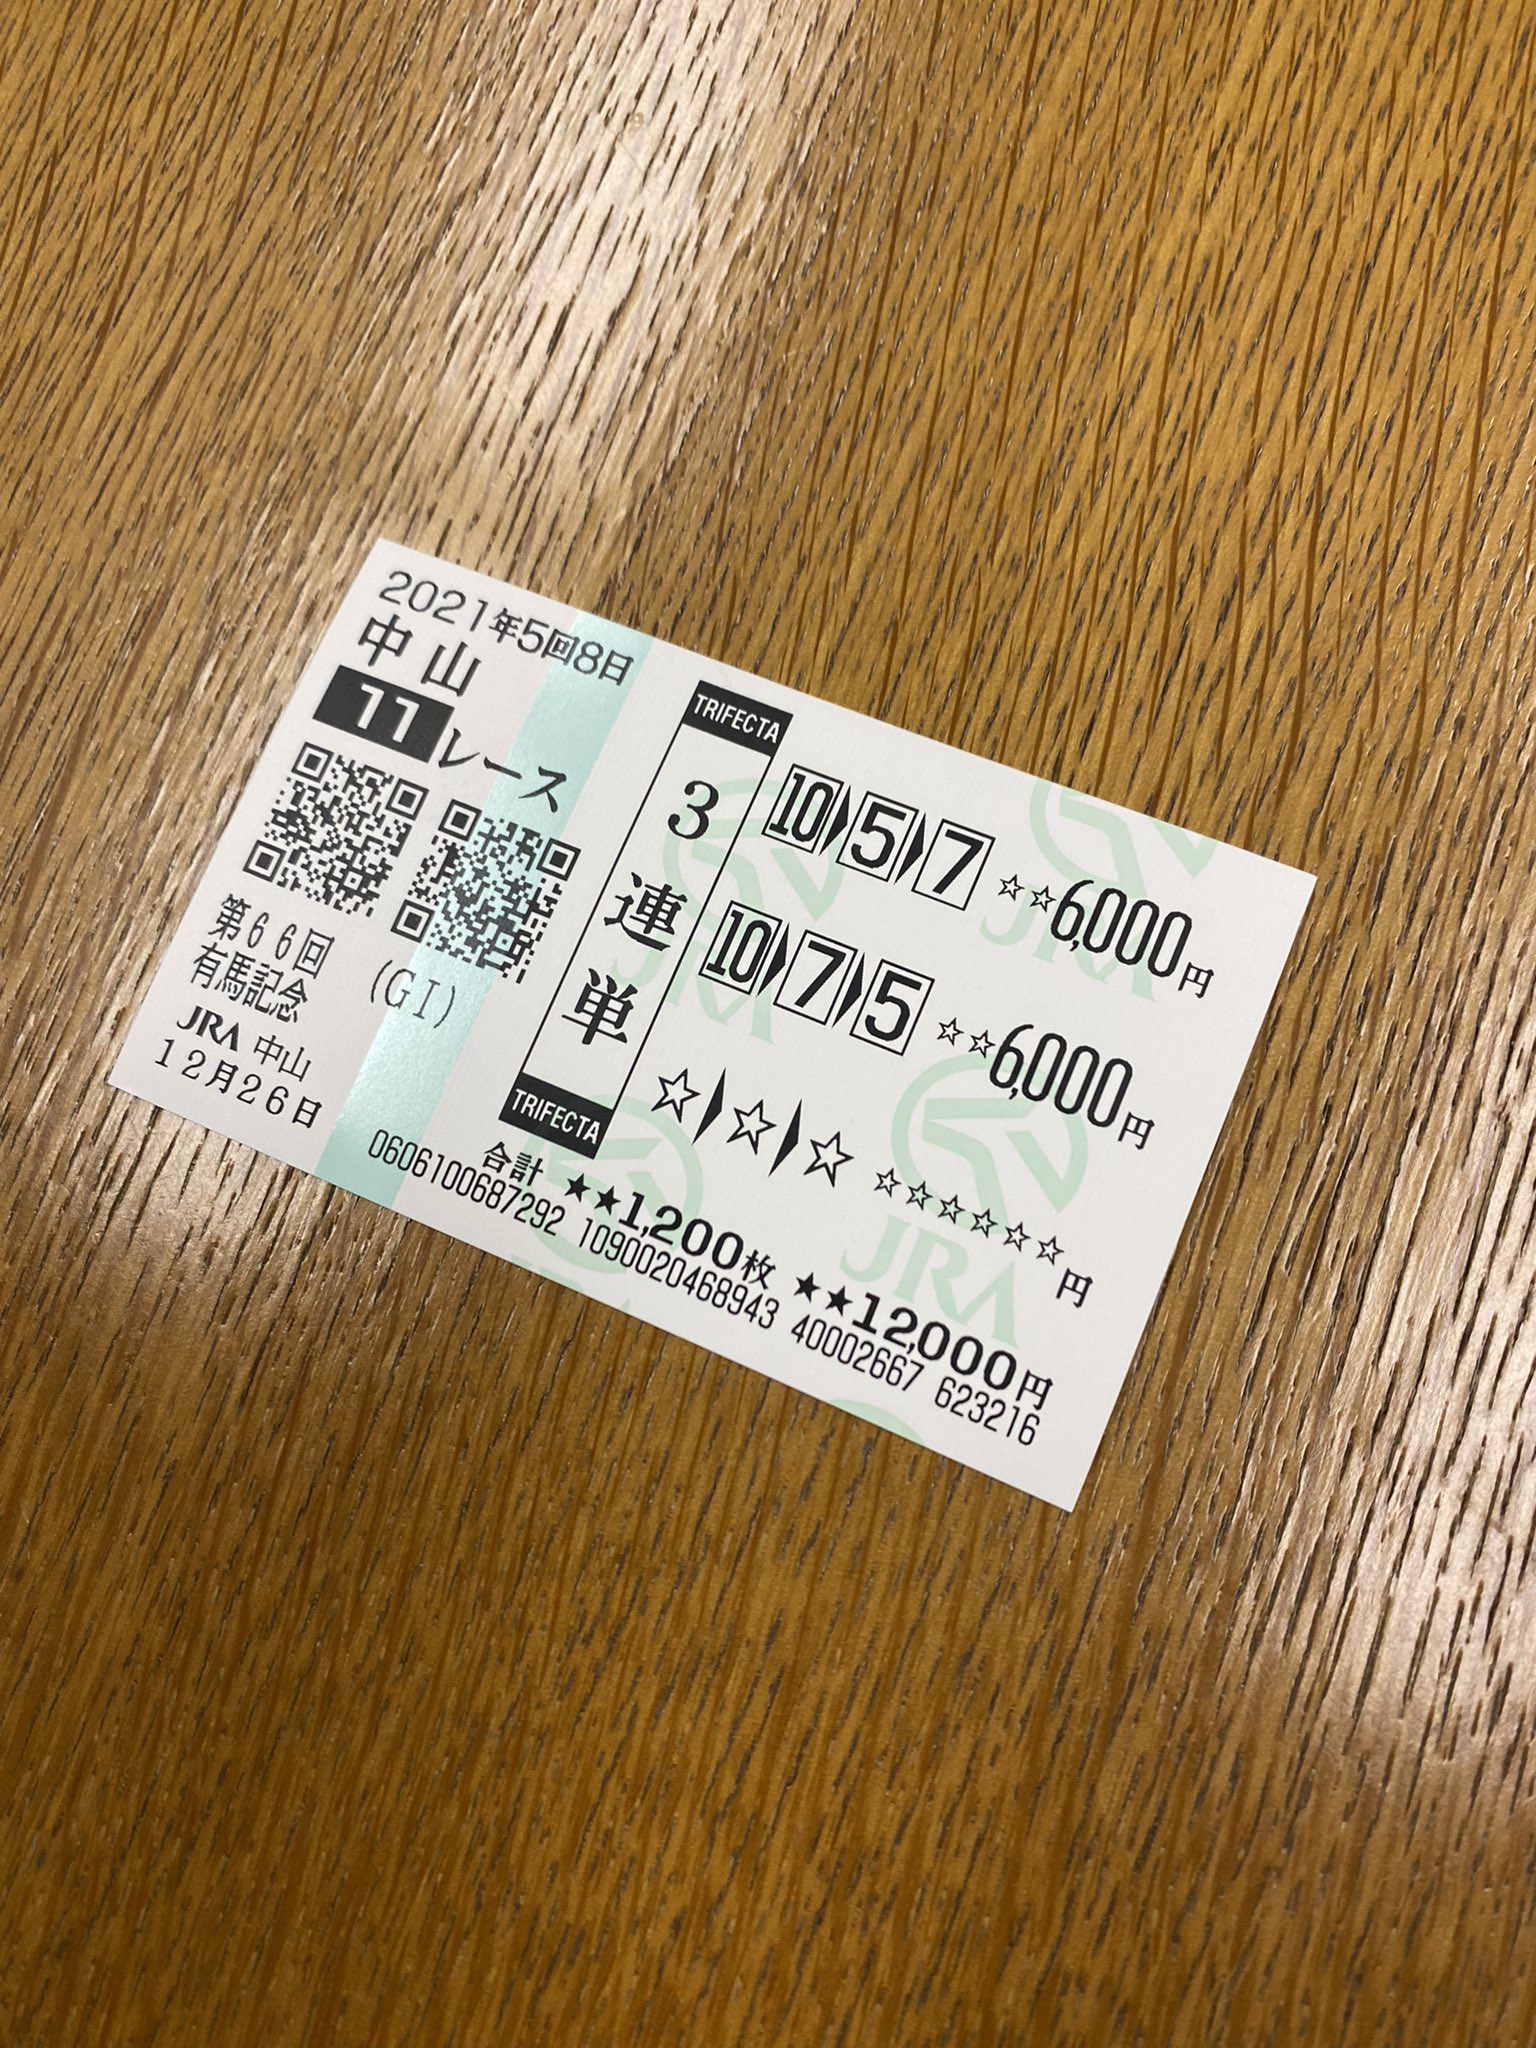 2021年5回8日
中山
11レース
第66回
有馬記念 (GI)
JRA 中山
12月26日
TRIFECTA
3連単
TRIFECTA
10 5 7 ☆☆6,000円
10 7 5 ☆☆6,000円
☆ ☆ ☆ ☆☆☆☆☆☆円
合計 ★★1,200枚 ★★12,000円
0606100687292 1090020468943 40002667 623216
JRA
JRA
JRA